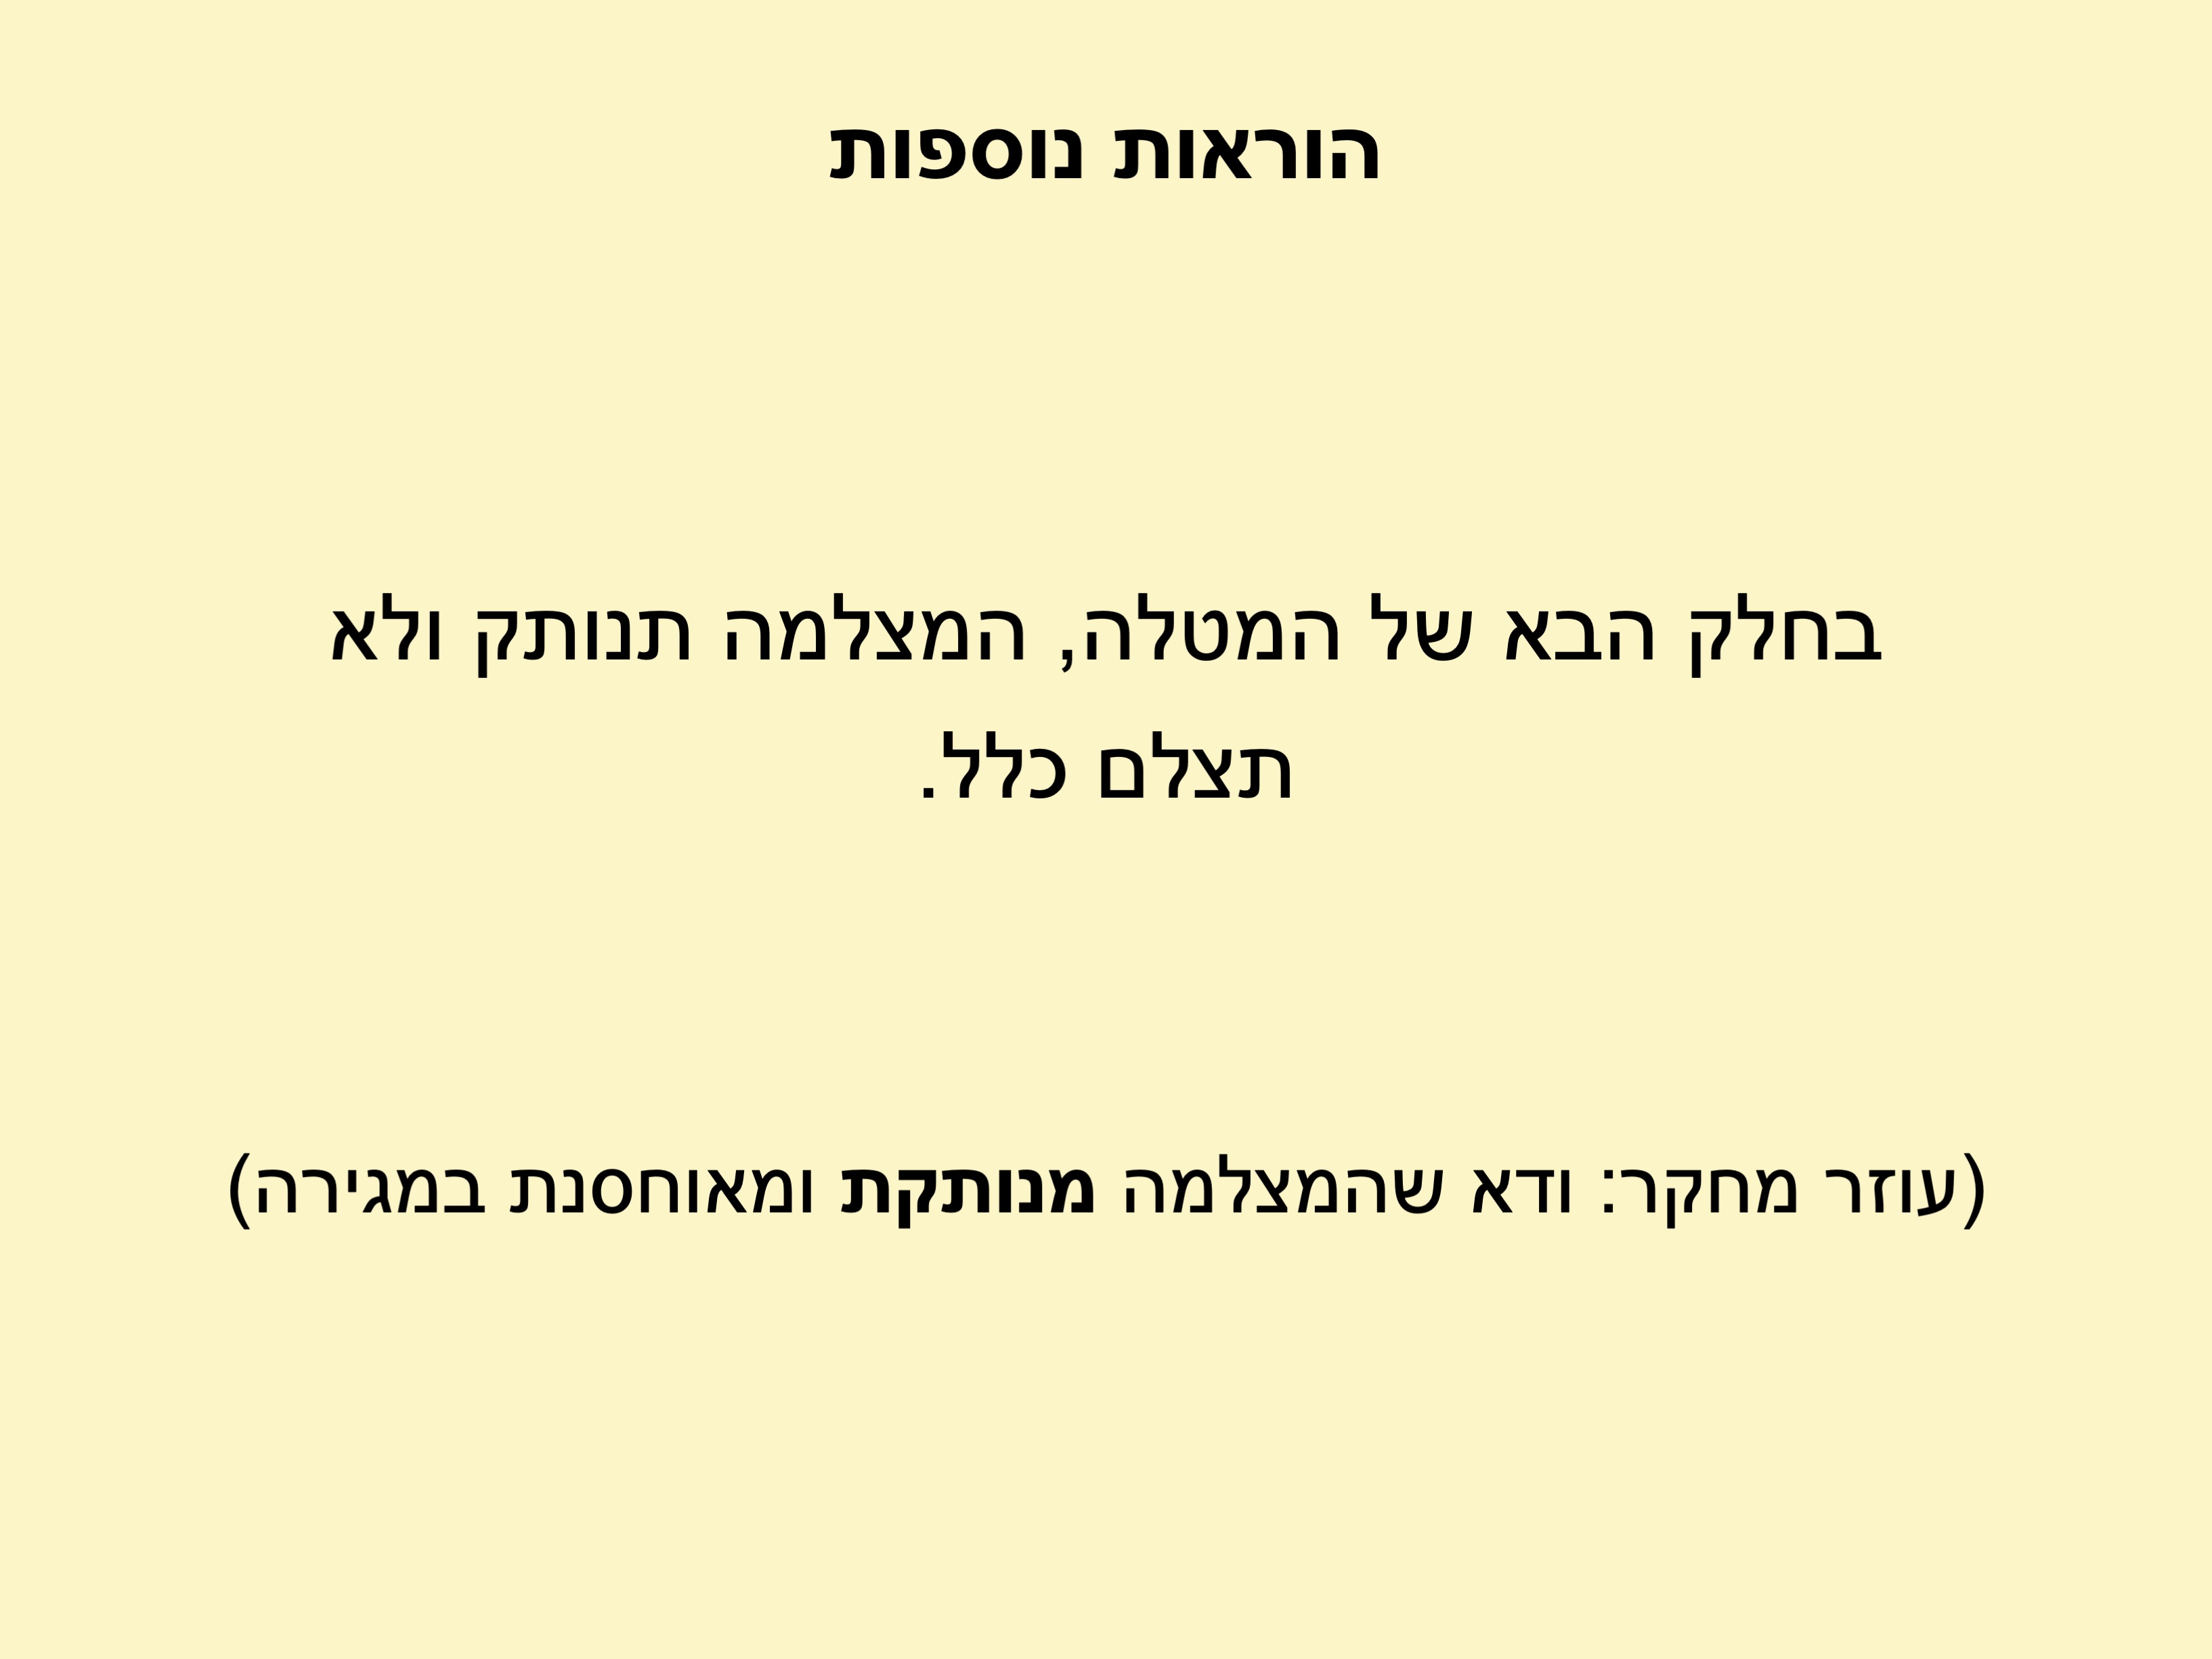 הוראות נוספות
בחלק הבא של המטלה, המצלמה תנותק ולא
תצלם כלל.
(עוזר מחקר: ודא שהמצלמה מנותקת ומאוחסנת במגירה)